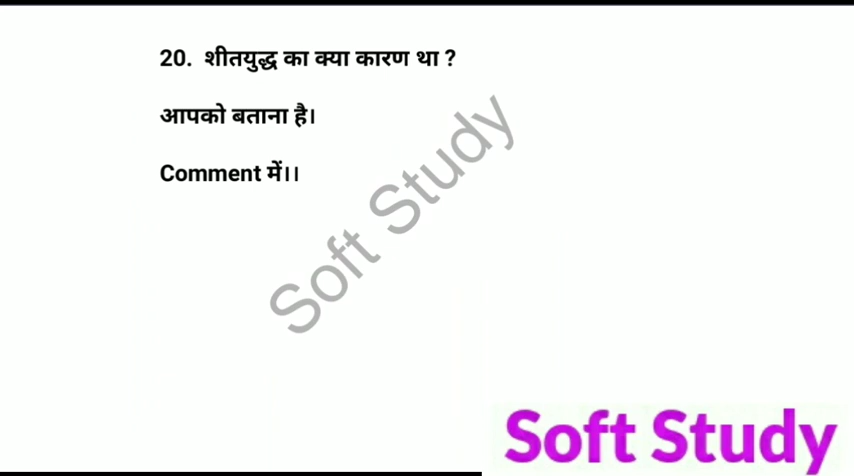 20. शीतयुद्ध का क्या कारण था ?
आपको बताना है।
Comment में।।
Soft Study
Soft Study